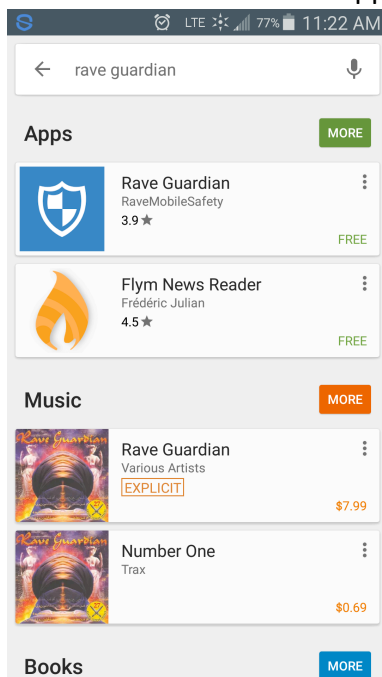 LTE 77% 11:22 AM
rave guardian
Apps MORE
Rave Guardian
RaveMobileSafety
3.9
FREE
Flym News Reader
Frédéric Julian
4.5
FREE
Music MORE
Rave Guardian
Rave Guardian
Various Artists
EXPLICIT
$7.99
Rave Guardian
Number One
Trax
$0.69
Books MORE